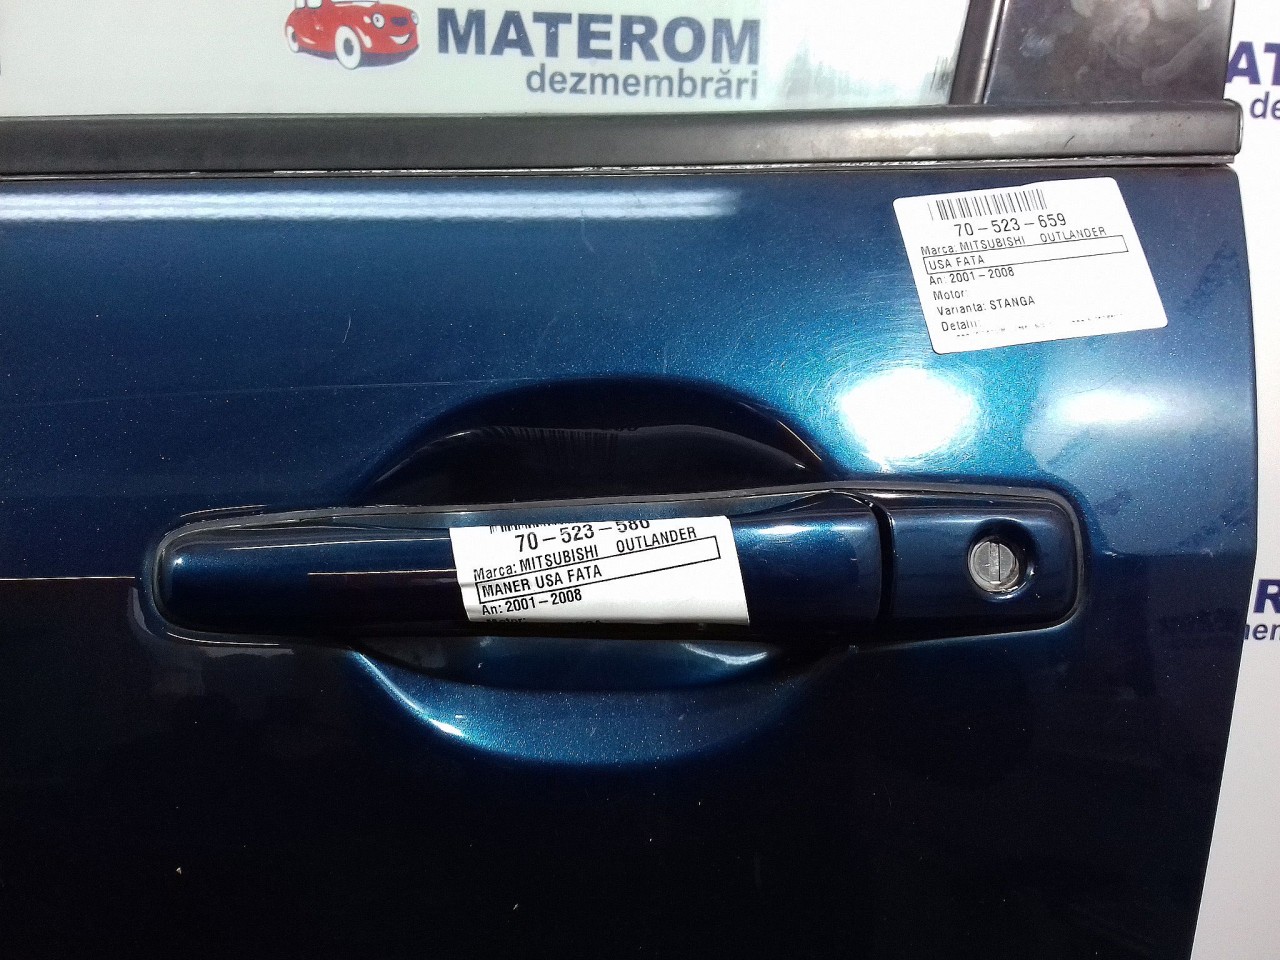 MATEROM
dezmembrări
70-523-659
Marca: MITSUBISHI OUTLANDER
USA FATA
An: 2001-2008
Motor:
Varianta: STANGA
Detalii:
70-523-586
Marca: MITSUBISHI OUTLANDER
MANER USA FATA
An: 2001-2008
Motor: